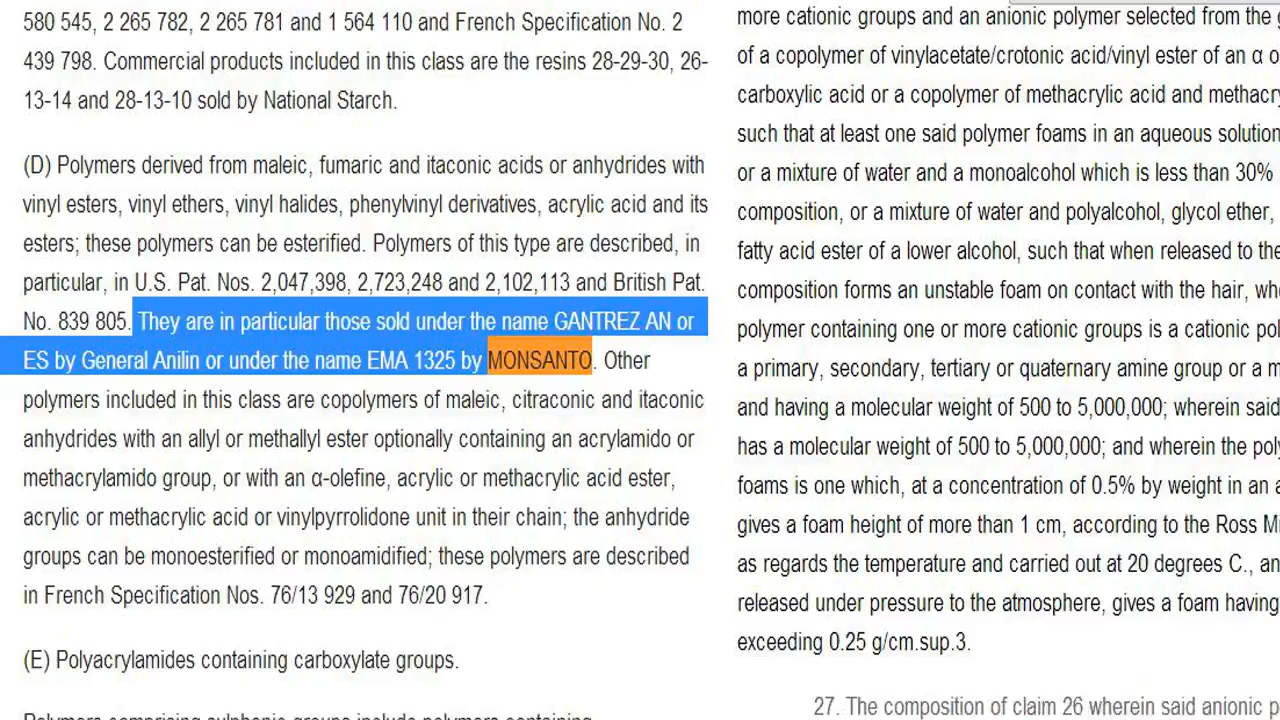 580 545, 2 265 782, 2 265 781 and 1 564 110 and French Specification No. 2
439 798. Commercial products included in this class are the resins 28-29-30, 26-
13-14 and 28-13-10 sold by National Starch.
(D) Polymers derived from maleic, fumaric and itaconic acids or anhydrides with
vinyl esters, vinyl ethers, vinyl halides, phenylvinyl derivatives, acrylic acid and its
esters; these polymers can be esterified. Polymers of this type are described, in
particular, in U.S. Pat. Nos. 2,047,398, 2,723,248 and 2,102,113 and British Pat.
No. 839 805. They are in particular those sold under the name GANTREZ AN or
ES by General Anilin or under the name EMA 1325 by MONSANTO. Other
polymers included in this class are copolymers of maleic, citraconic and itaconic
anhydrides with an allyl or methallyl ester optionally containing an acrylamido or
methacrylamido group, or with an α-olefine, acrylic or methacrylic acid ester,
acrylic or methacrylic acid or vinylpyrrolidone unit in their chain; the anhydride
groups can be monoesterified or monoamidified; these polymers are described
in French Specification Nos. 76/13 929 and 76/20 917.
(E) Polyacrylamides containing carboxylate groups.
Polymers comprising sulphonic groups include polymers containing
more cationic groups and an anionic polymer selected from the
of a copolymer of vinylacetate/crotonic acid/vinyl ester of an α
carboxylic acid or a copolymer of methacrylic acid and
such that at least one said polymer foams in an aqueous solution
or a mixture of water and a monoalcohol which is less than 30%
composition, or a mixture of water and polyalcohol, glycol ether,
fatty acid ester of a lower alcohol, such that when released to the
composition forms an unstable foam on contact with the hair,
polymer containing one or more cationic groups is a cationic
a primary, secondary, tertiary or quaternary amine group or a
and having a molecular weight of 500 to 5,000,000; wherein said
has a molecular weight of 500 to 5,000,000; and wherein the
foams is one which, at a concentration of 0.5% by weight in an
gives a foam height of more than 1 cm, according to the Ross
as regards the temperature and carried out at 20 degrees C.,
released under pressure to the atmosphere, gives a foam having
exceeding 0.25 g/cm.sup.3.
27. The composition of claim 26 wherein said anionic